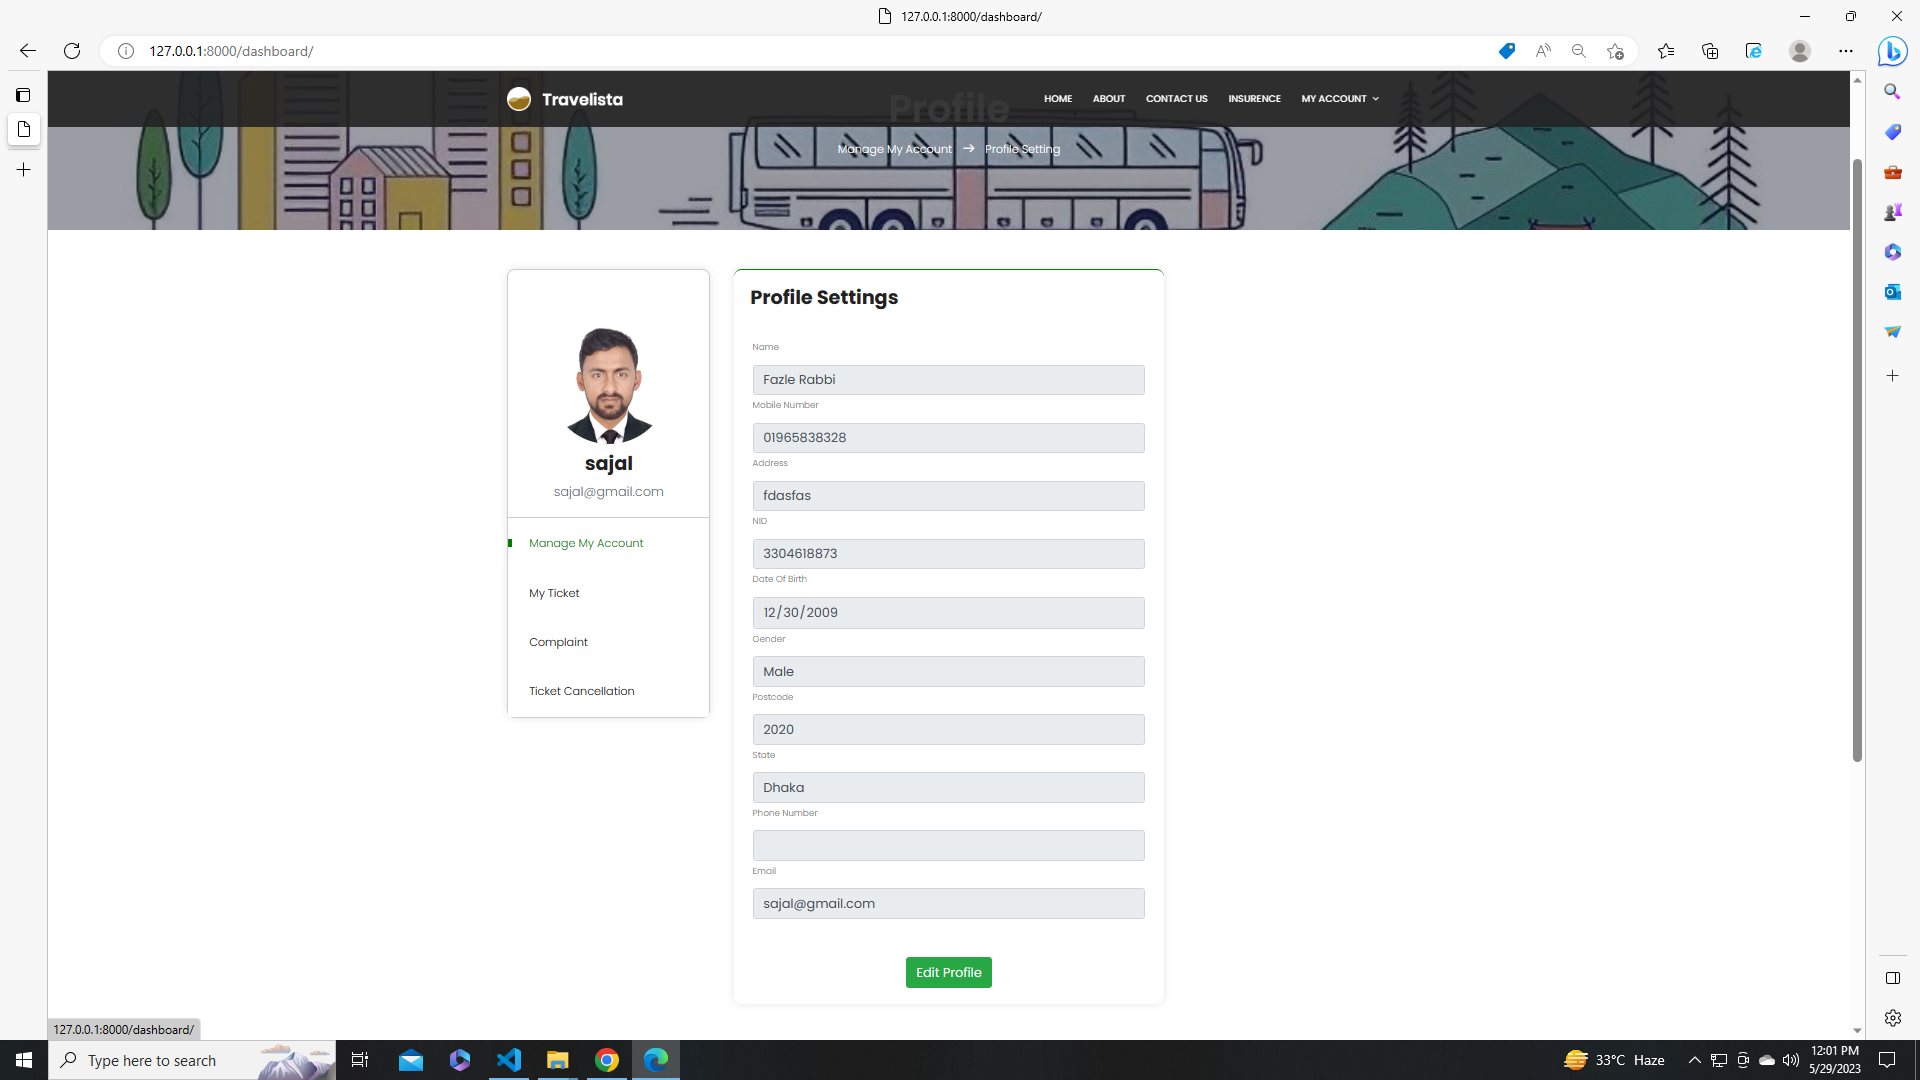 127.0.0.1:8000/dashboard/
127.0.0.1:8000/dashboard/
Travelista
Profile
HOME ABOUT CONTACT US INSURENCE MY ACCOUNT
Manage My Account → Profile Setting
sajal
sajal@gmail.com
Manage My Account
My Ticket
Complaint
Ticket Cancellation
Profile Settings
Name
Fazle Rabbi
Mobile Number
01965838328
Address
fdasfas
NID
3304618873
Date Of Birth
12/30/2009
Gender
Male
Postcode
2020
State
Dhaka
Phone Number
Email
sajal@gmail.com
Edit Profile
127.0.0.1:8000/dashboard/
Type here to search
33°C Haze
12:01 PM
5/29/2023